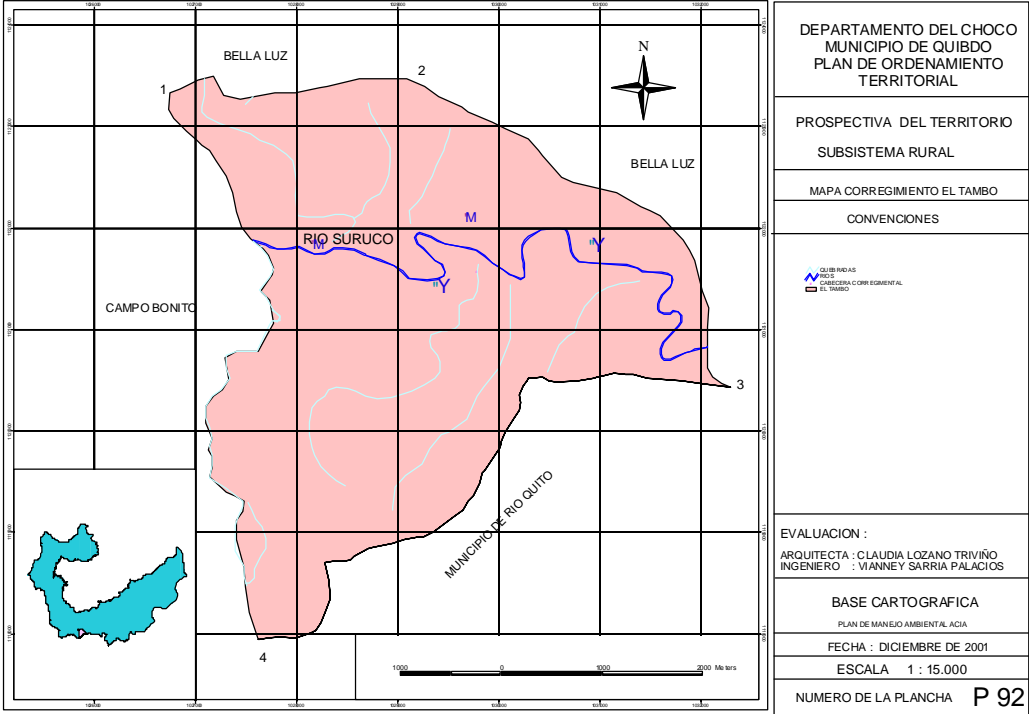 BELLA LUZ
1
2
N
BELLA LUZ
"M
RIO SURUCO
"M
"Y
"Y
CAMPO BONITO
3
MUNICIPIO DE RIO QUITO
4
1000 0 1000 2000 Meters
DEPARTAMENTO DEL CHOCO
MUNICIPIO DE QUIBDO
PLAN DE ORDENAMIENTO
TERRITORIAL
PROSPECTIVA DEL TERRITORIO
SUBSISTEMA RURAL
MAPA CORREGIMIENTO EL TAMBO
CONVENCIONES
QUEBRADAS
RIOS
CABECERA CORREGIMENTAL
EL TAMBO
EVALUACION :
ARQUITECTA : CLAUDIA LOZANO TRIVIÑO
INGENIERO : VIANNEY SARRIA PALACIOS
BASE CARTOGRAFICA
PLAN DE MANEJO AMBIENTAL ACIA
FECHA : DICIEMBRE DE 2001
ESCALA 1 : 15.000
NUMERO DE LA PLANCHA P 92